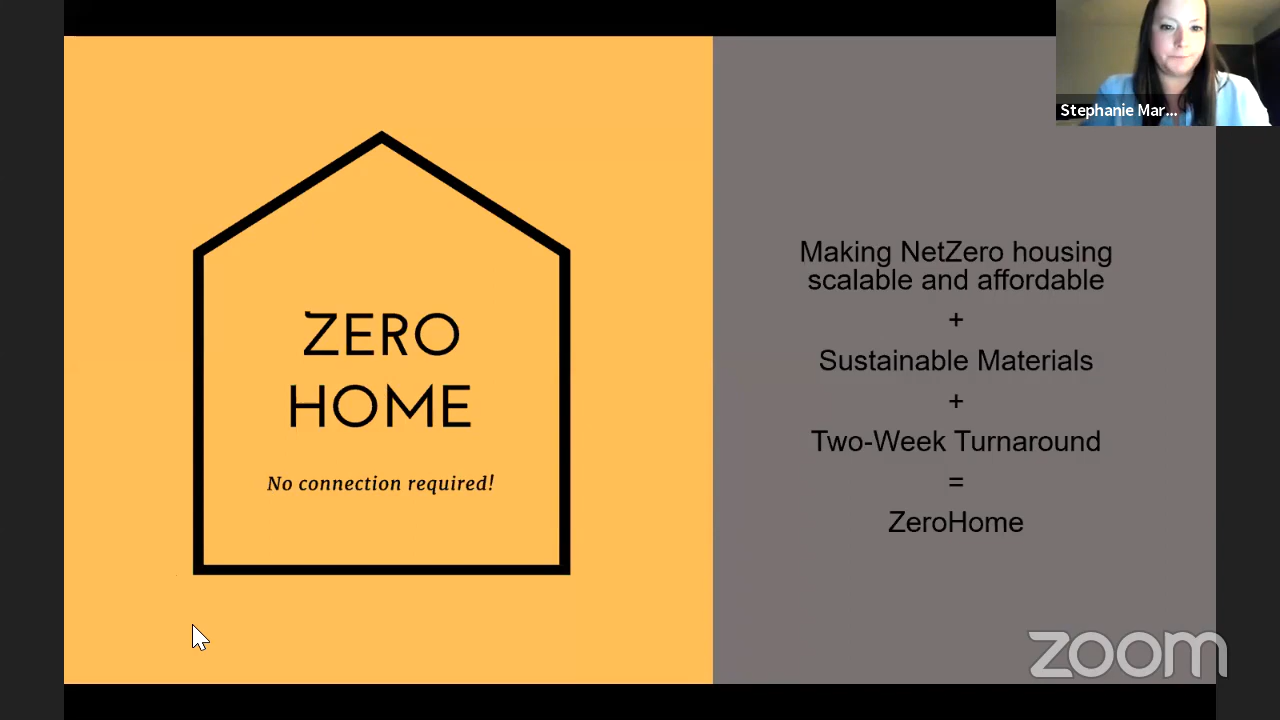 Stephanie Mar...
ZERO
HOME
No connection required!
Making NetZero housing
scalable and affordable
+
Sustainable Materials
+
Two-Week Turnaround
=
ZeroHome
zoom